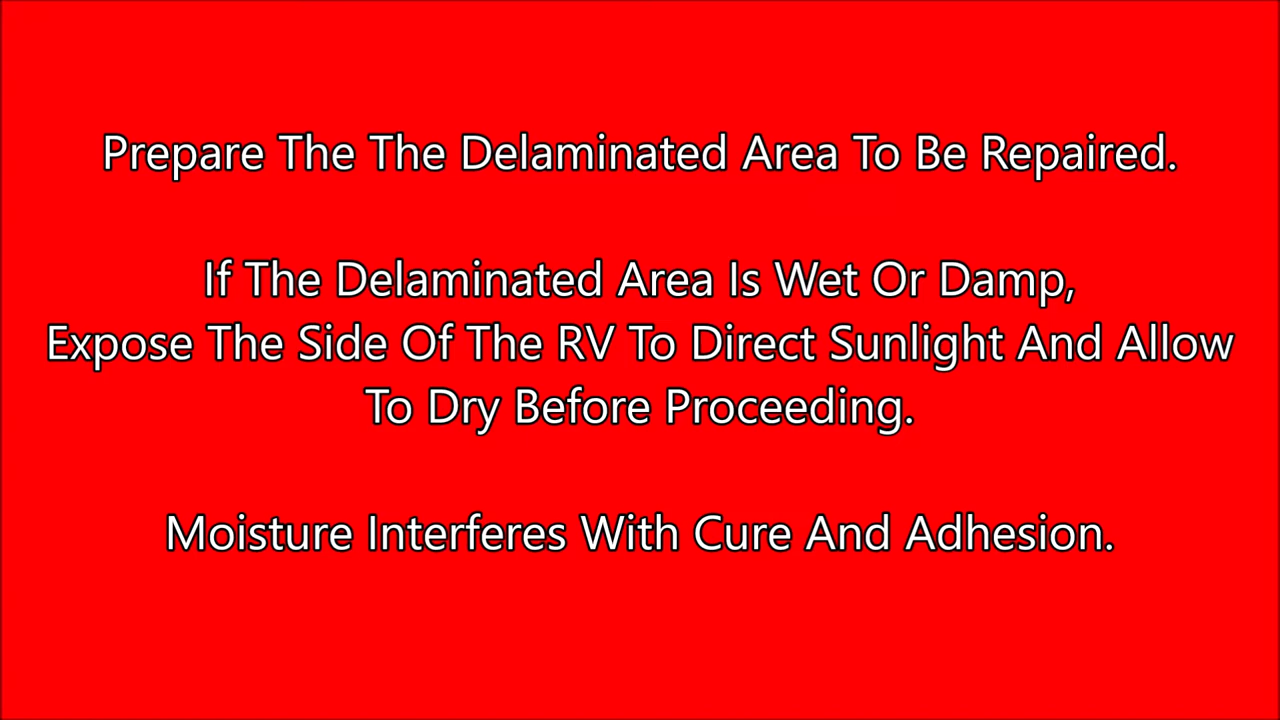 Prepare The The Delaminated Area To Be Repaired.
If The Delaminated Area Is Wet Or Damp,
Expose The Side Of The RV To Direct Sunlight And Allow
To Dry Before Proceeding.
Moisture Interferes With Cure And Adhesion.